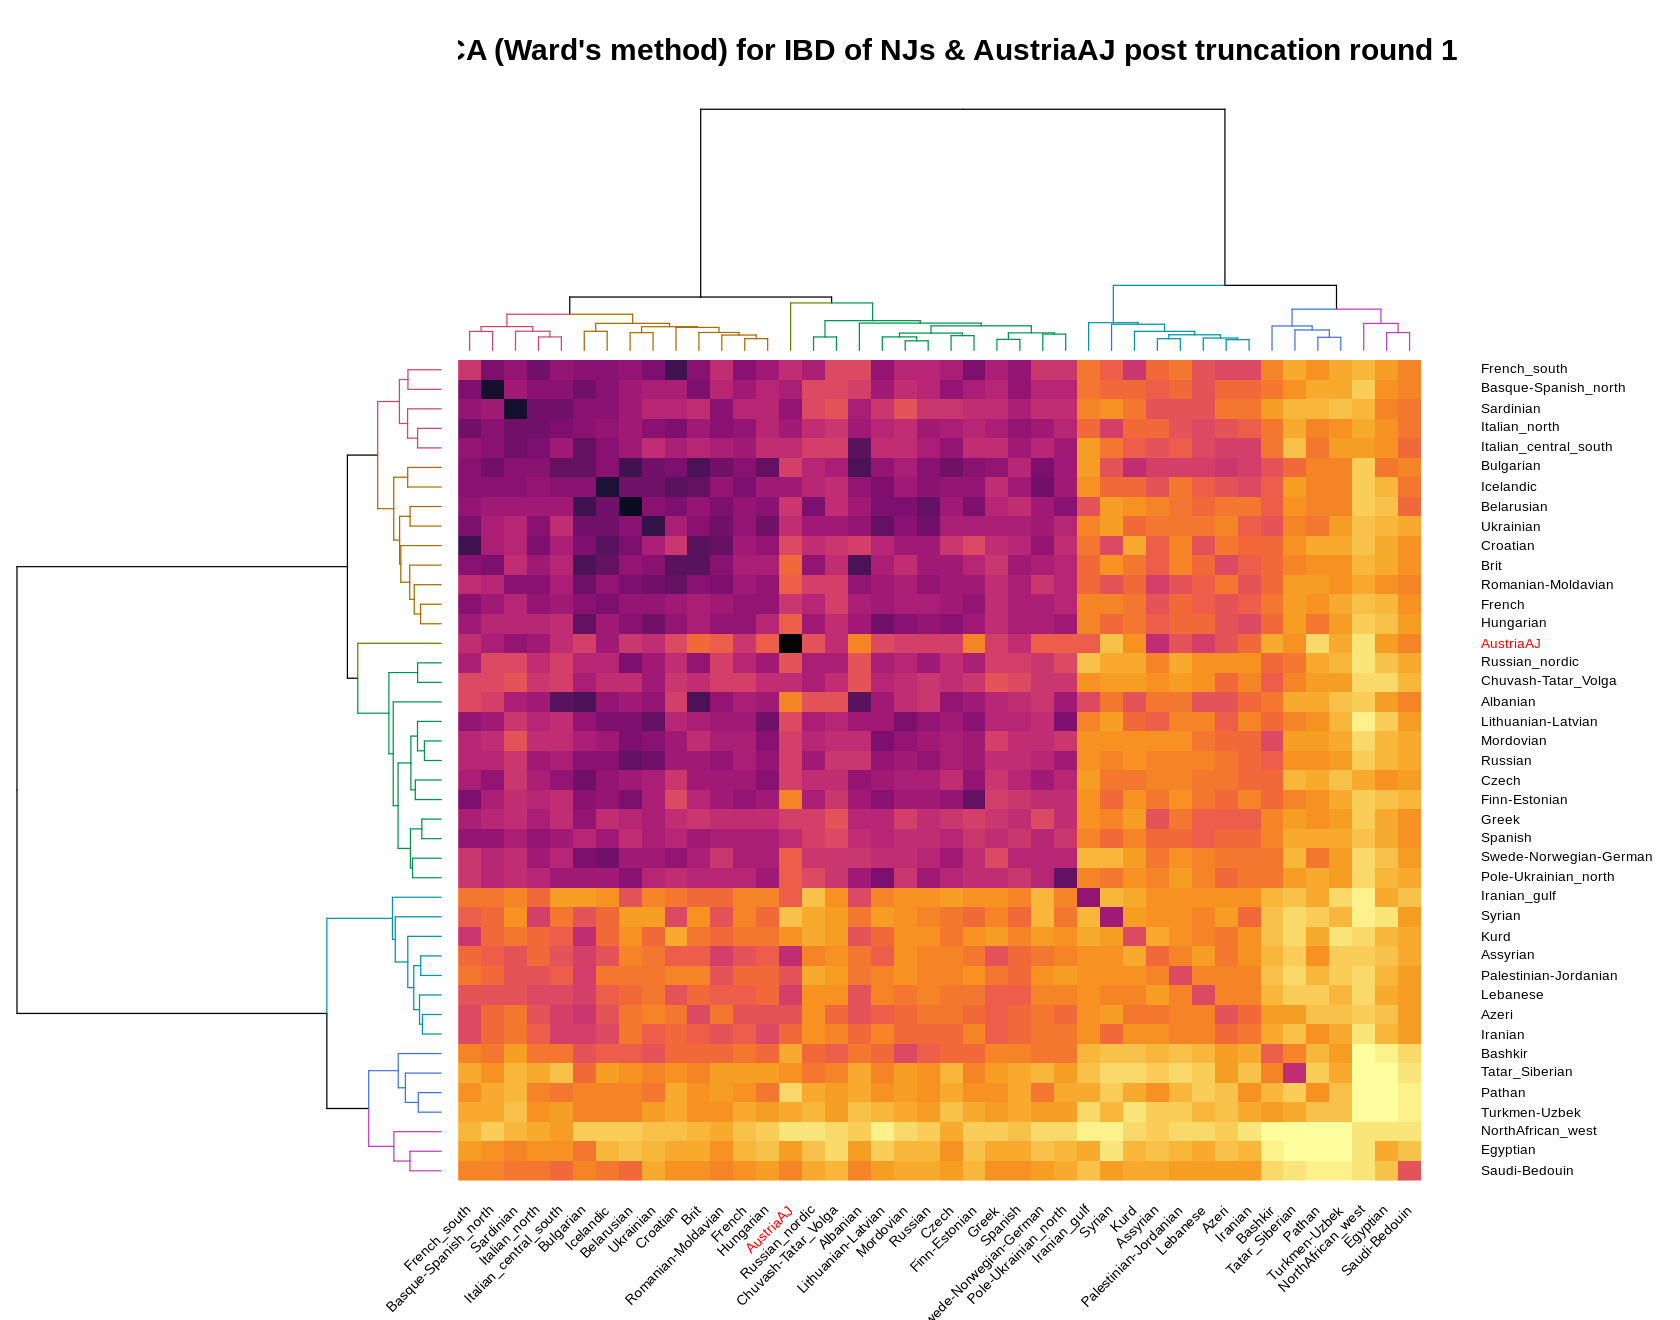 CA (Ward's method) for IBD of NJs & AustriaAJ post truncation round 1
French_south
Basque-Spanish_north
Sardinian
Italian_north
Italian_central_south
Bulgarian
Icelandic
Belarusian
Ukrainian
Croatian
Brit
Romanian-Moldavian
French
Hungarian
AustriaAJ
Russian_nordic
Chuvash-Tatar_Volga
Albanian
Lithuanian-Latvian
Mordovian
Russian
Czech
Finn-Estonian
Greek
Spanish
Swede-Norwegian-German
Pole-Ukrainian_north
Iranian_gulf
Syrian
Kurd
Assyrian
Palestinian-Jordanian
Lebanese
Azeri
Iranian
Bashkir
Tatar_Siberian
Pathan
Turkmen-Uzbek
NorthAfrican_west
Egyptian
Saudi-Bedouin
French_south
Basque-Spanish_north
Sardinian
Italian_north
Italian_central_south
Bulgarian
Icelandic
Belarusian
Ukrainian
Croatian
Brit
Romanian-Moldavian
French
Hungarian
AustriaAJ
Russian_nordic
Chuvash-Tatar_Volga
Albanian
Lithuanian-Latvian
Mordovian
Russian
Czech
Finn-Estonian
Greek
Spanish
wede-Norwegian-German
Pole-Ukrainian_north
Iranian_gulf
Syrian
Kurd
Assyrian
Palestinian-Jordanian
Lebanese
Azeri
Iranian
Bashkir
Tatar_Siberian
Pathan
Turkmen-Uzbek
NorthAfrican_west
Egyptian
Saudi-Bedouin